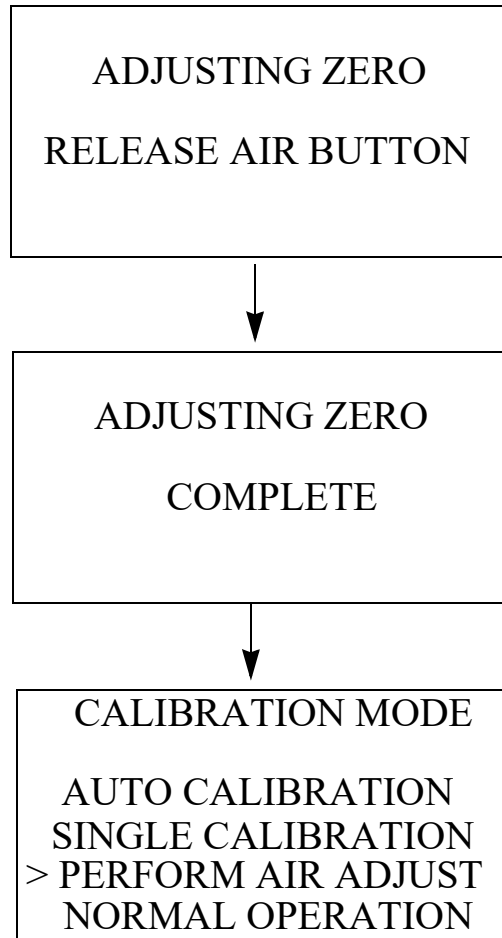 ADJUSTING ZERO
RELEASE AIR BUTTON
ADJUSTING ZERO
COMPLETE
CALIBRATION MODE
AUTO CALIBRATION
SINGLE CALIBRATION
> PERFORM AIR ADJUST
NORMAL OPERATION